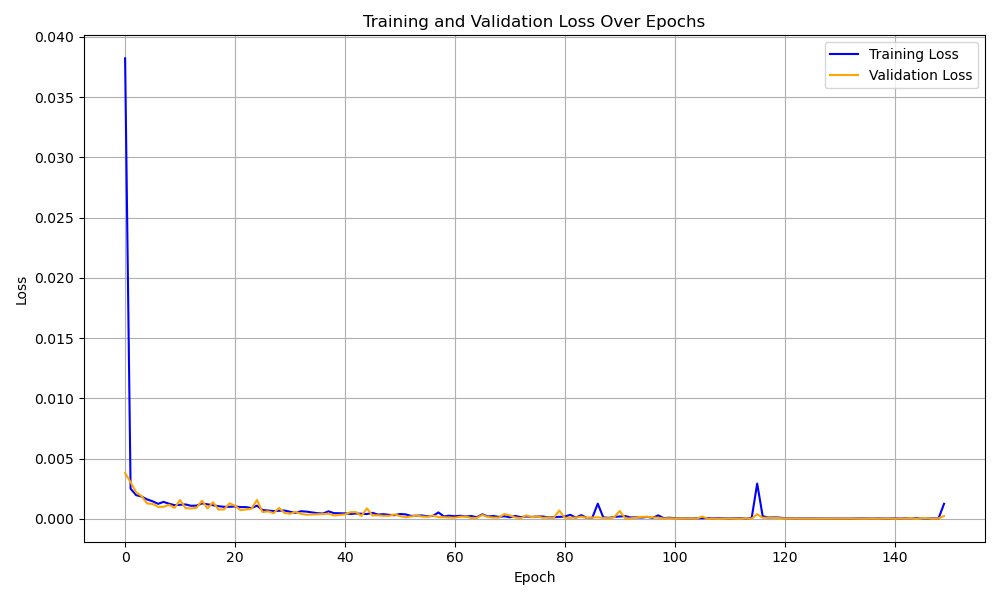 Training and Validation Loss Over Epochs
Training Loss
Validation Loss
Loss
0.040
0.035
0.030
0.025
0.020
0.015
0.010
0.005
0.000
0 20 40 60 80 100 120 140
Epoch